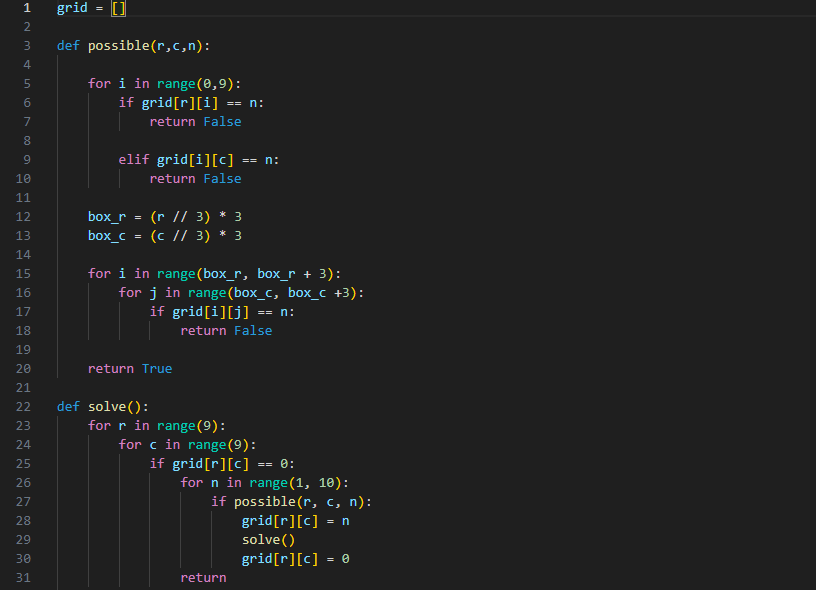 1 grid = []
2
3 def possible(r,c,n):
4
5     for i in range(0,9):
6         if grid[r][i] == n:
7             return False
8
9         elif grid[i][c] == n:
10             return False
11
12     box_r = (r // 3) * 3
13     box_c = (c // 3) * 3
14
15     for i in range(box_r, box_r + 3):
16         for j in range(box_c, box_c +3):
17             if grid[i][j] == n:
18                 return False
19
20     return True
21
22 def solve():
23     for r in range(9):
24         for c in range(9):
25             if grid[r][c] == 0:
26                 for n in range(1, 10):
27                     if possible(r, c, n):
28                         grid[r][c] = n
29                         solve()
30                         grid[r][c] = 0
31                 return